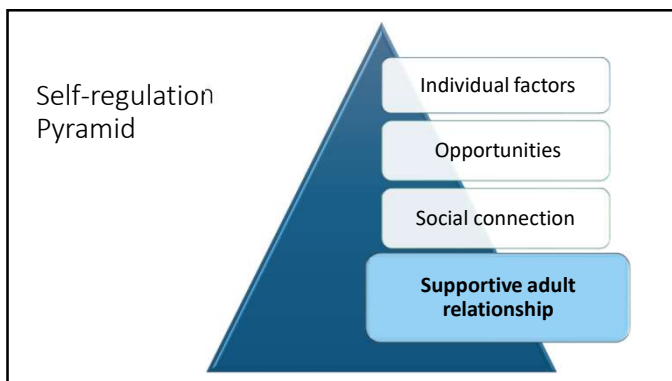 Self-regulation
Pyramid
Individual factors
Opportunities
Social connection
Supportive adult
relationship